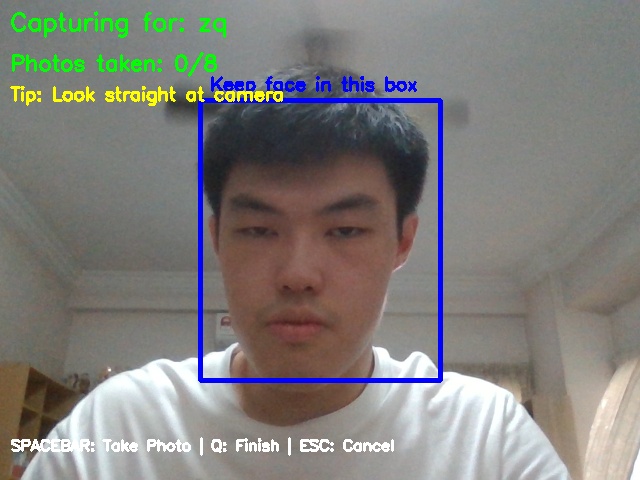 Capturing for: zq
Photos taken: 0/8
Keep face in this box
Tip: Look straight at camera
SPACEBAR: Take Photo | Q: Finish | ESC: Cancel